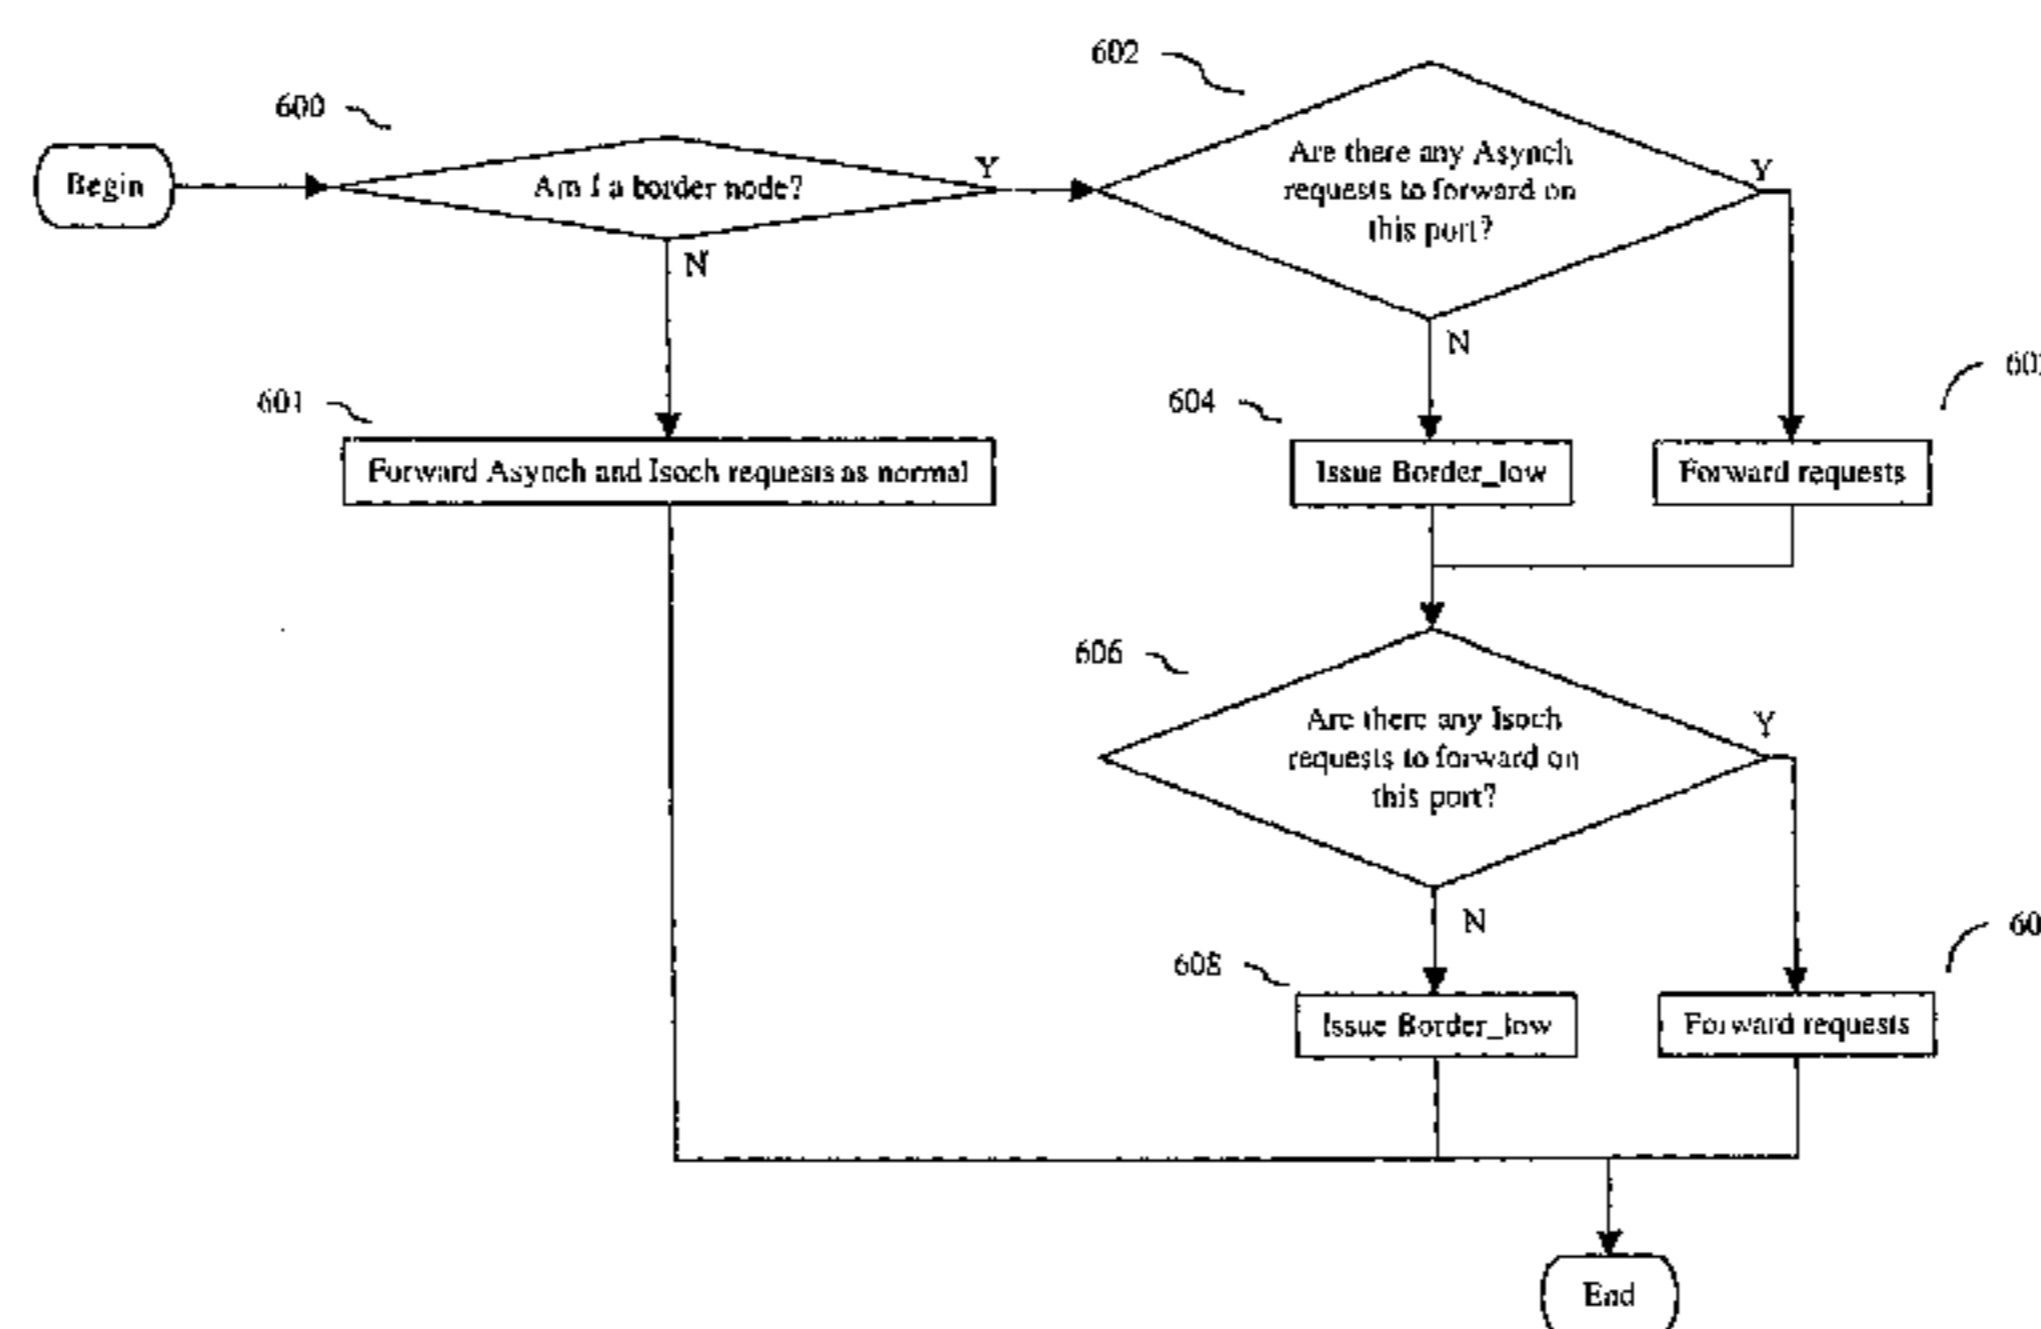 602
600
Begin
Am I a border node?
Y
Are there any Asynch
requests to forward on
this port?
Y
N
N
601
604
Forward Asynch and Isoch requests as normal
Issue Border_low
Forward requests
606
Are there any Isoch
requests to forward on
this port?
Y
N
608
Issue Border_low
Forward requests
End